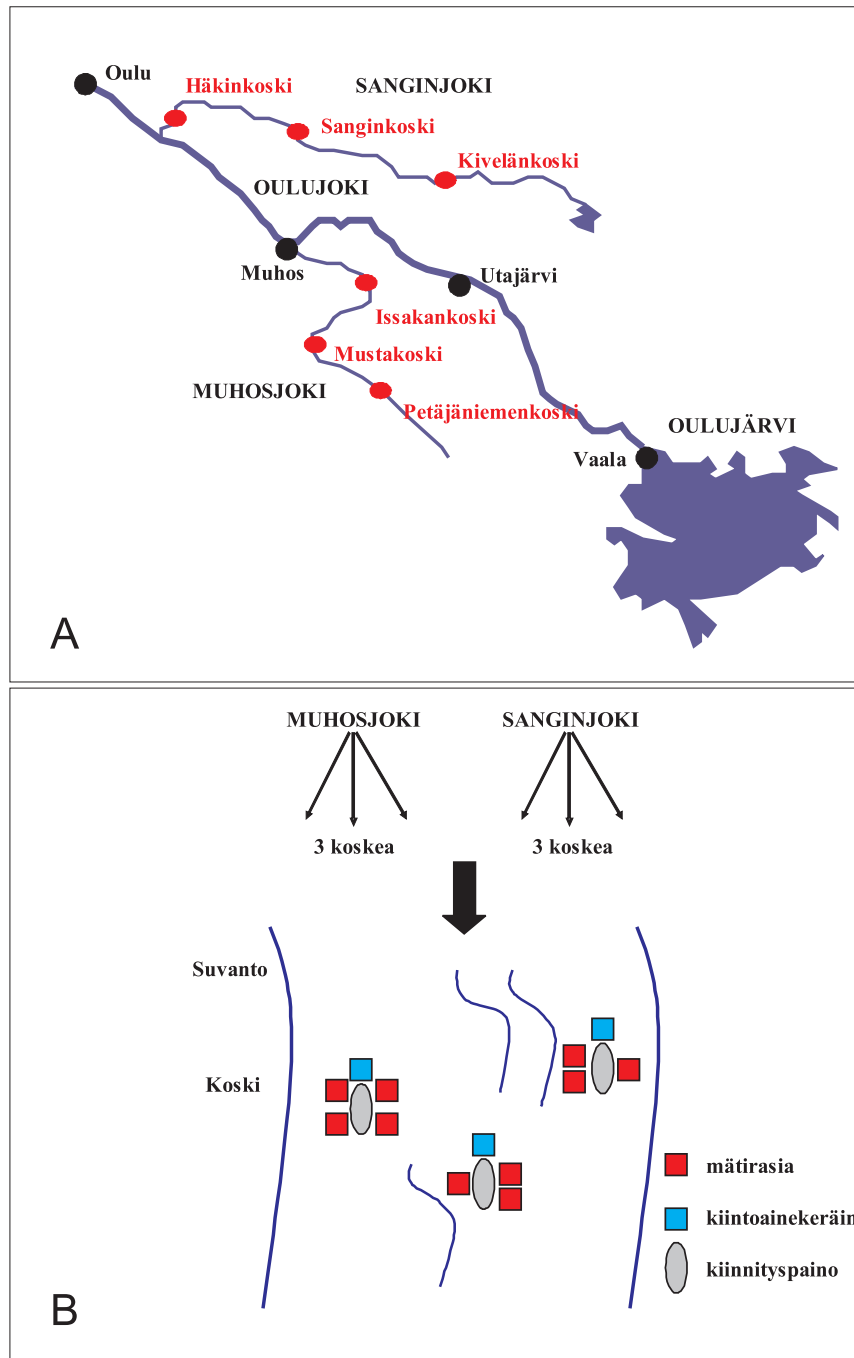 Oulu
Häkinkoski
SANGINJOKI
Sanginkoski
Kivelänkoski
OULUJOKI
Muhos
Utajärvi
Issakankoski
Mustakoski
MUHOSJOKI
Petäjäniemenkoski
OULUJÄRVI
Vaala
A
MUHOSJOKI
SANGINJOKI
3 koskea
3 koskea
Suvanto
Koski
mätirasia
kiintoainekeräin
kiinnityspaino
B